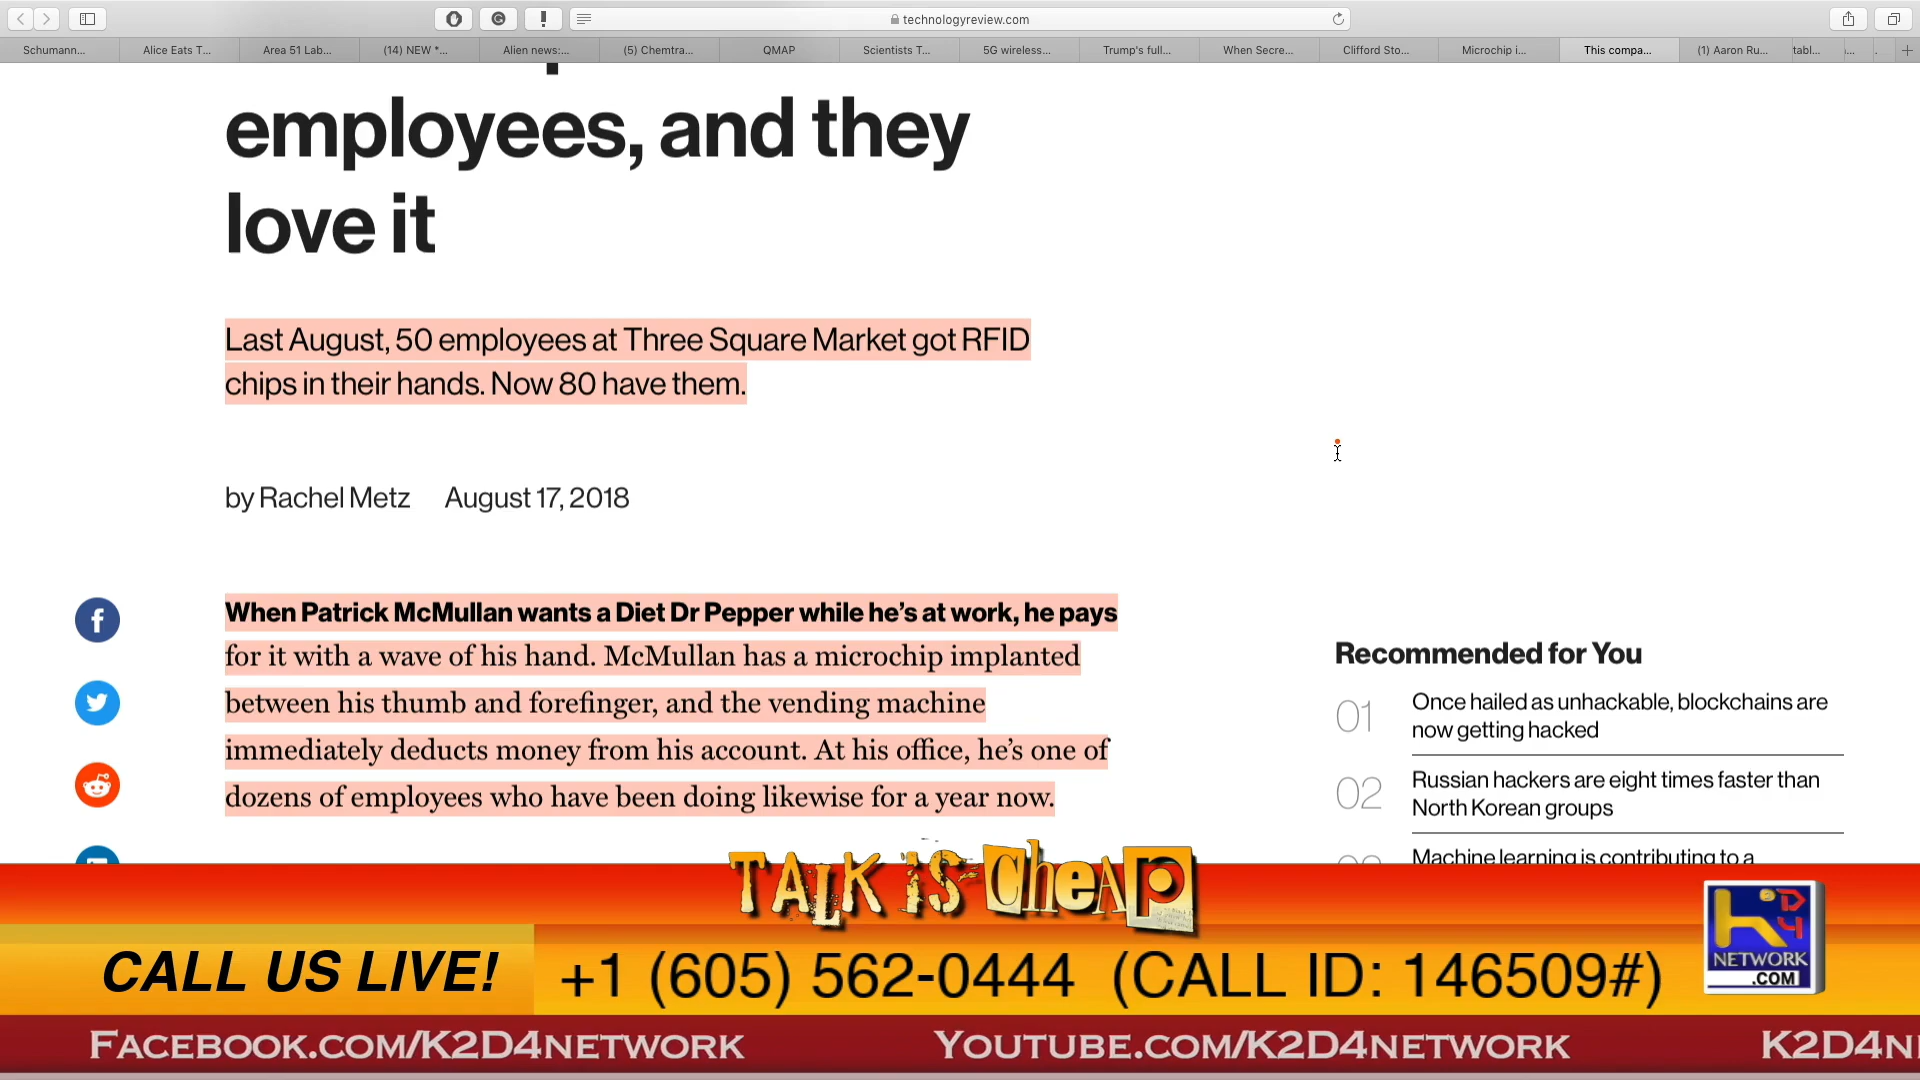 technologyreview.com
Schumann...
Alice Eats T...
Area 51 Lab...
(14) NEW *...
Alien news:...
(5) Chemtra...
QMAP
Scientists T...
5G wireless...
Trump's full...
When Secre...
Clifford Sto...
Microchip i...
This compa...
(1) Aaron Ru...
tabl...
employees, and they
love it
Last August, 50 employees at Three Square Market got RFID
chips in their hands. Now 80 have them.
by Rachel Metz August 17, 2018
When Patrick McMullan wants a Diet Dr Pepper while he's at work, he pays
for it with a wave of his hand. McMullan has a microchip implanted
between his thumb and forefinger, and the vending machine
immediately deducts money from his account. At his office, he's one of
dozens of employees who have been doing likewise for a year now.
Recommended for You
01
Once hailed as unhackable, blockchains are
now getting hacked
02
Russian hackers are eight times faster than
North Korean groups
Machine learning is contributing to a
TALK iS CheAp
CALL US LIVE!
+1 (605) 562-0444 (CALL ID: 146509#)
K2D4
NETWORK
.COM
FACEBOOK.COM/K2D4NETWORK
YOUTUBE.COM/K2D4NETWORK
K2D4N